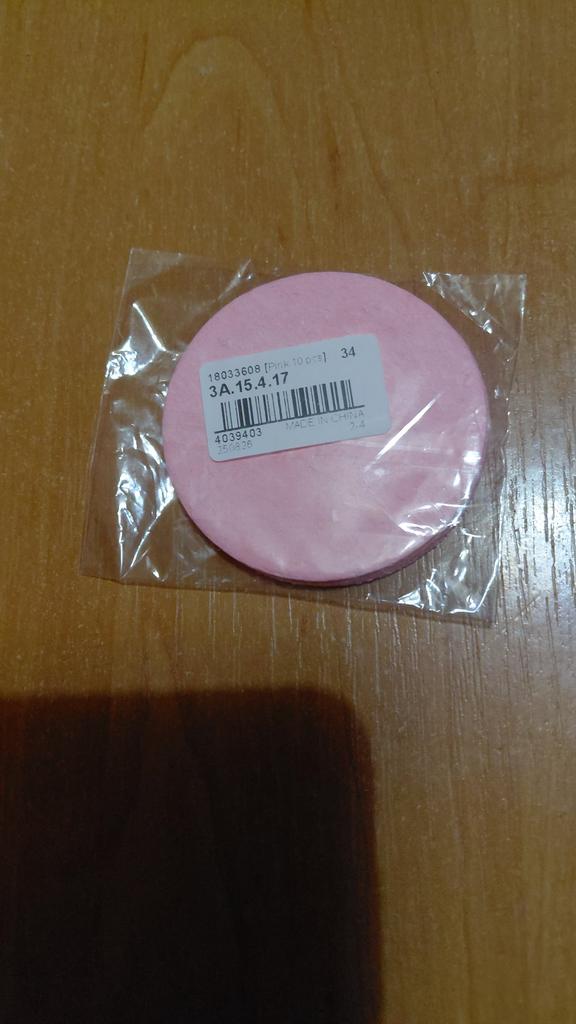 18033608 [Pink 10 pcs] 34
3A.15.4.17
4039403 MADE IN CHINA
250826 2-4